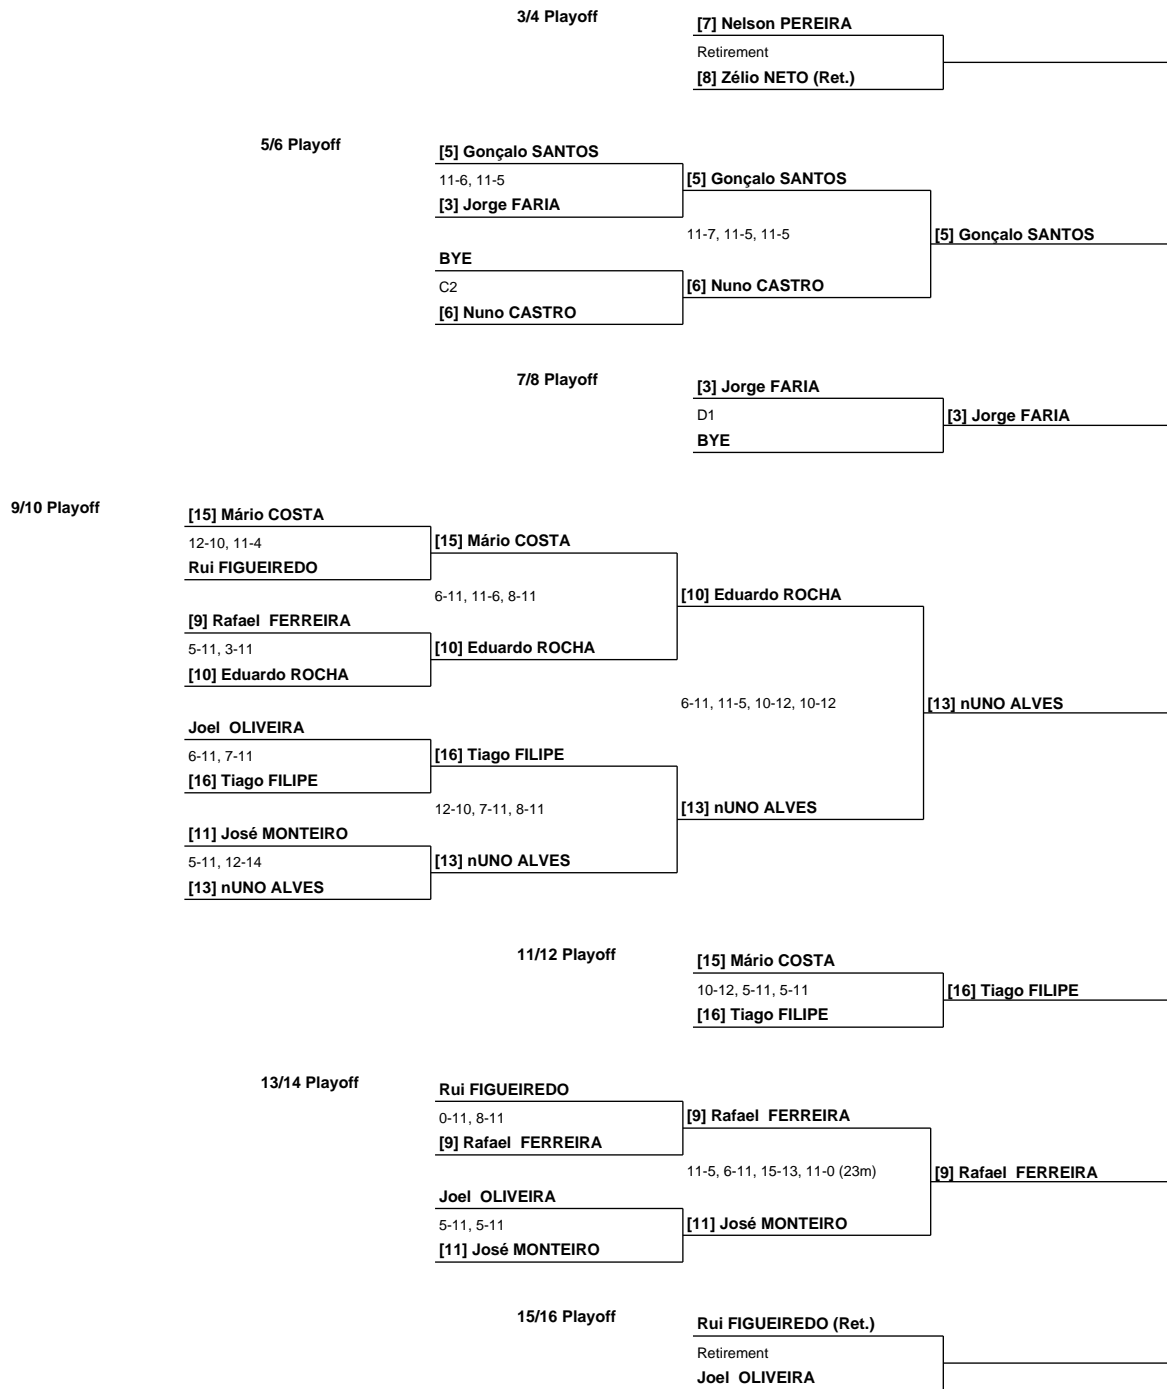 3/4 Playoff
[7] Nelson PEREIRA
Retirement
[8] Zélio NETO (Ret.)
5/6 Playoff
[5] Gonçalo SANTOS
11-6, 11-5
[3] Jorge FARIA
[5] Gonçalo SANTOS
11-7, 11-5, 11-5
[5] Gonçalo SANTOS
BYE
C2
[6] Nuno CASTRO
[6] Nuno CASTRO
7/8 Playoff
[3] Jorge FARIA
D1
BYE
[3] Jorge FARIA
9/10 Playoff
[15] Mário COSTA
12-10, 11-4
Rui FIGUEIREDO
[15] Mário COSTA
6-11, 11-6, 8-11
[10] Eduardo ROCHA
[9] Rafael  FERREIRA
5-11, 3-11
[10] Eduardo ROCHA
[10] Eduardo ROCHA
6-11, 11-5, 10-12, 10-12
[13] nUNO ALVES
Joel  OLIVEIRA
6-11, 7-11
[16] Tiago FILIPE
[16] Tiago FILIPE
12-10, 7-11, 8-11
[13] nUNO ALVES
[11] José MONTEIRO
5-11, 12-14
[13] nUNO ALVES
[13] nUNO ALVES
11/12 Playoff
[15] Mário COSTA
10-12, 5-11, 5-11
[16] Tiago FILIPE
[16] Tiago FILIPE
13/14 Playoff
Rui FIGUEIREDO
0-11, 8-11
[9] Rafael  FERREIRA
[9] Rafael  FERREIRA
11-5, 6-11, 15-13, 11-0 (23m)
[9] Rafael  FERREIRA
Joel  OLIVEIRA
5-11, 5-11
[11] José MONTEIRO
[11] José MONTEIRO
15/16 Playoff
Rui FIGUEIREDO (Ret.)
Retirement
Joel  OLIVEIRA